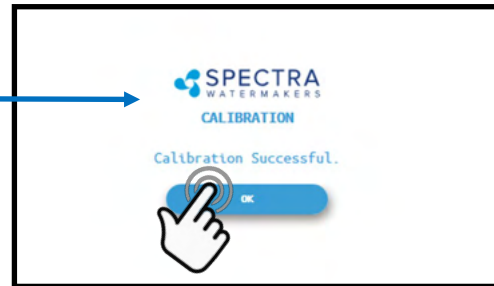 SPECTRA
WATERMAKERS
CALIBRATION
Calibration Successful.
OK